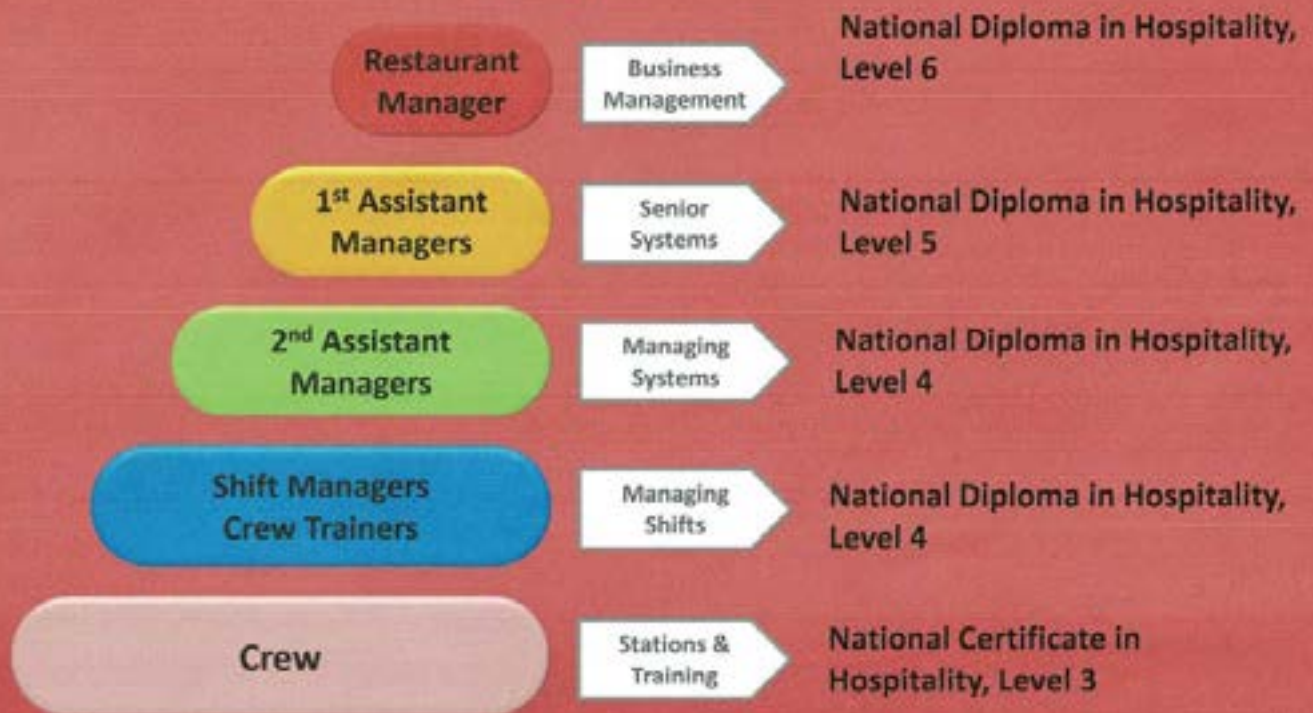 Restaurant
Manager
Business
Management
National Diploma in Hospitality,
Level 6
1st Assistant
Managers
Senior
Systems
National Diploma in Hospitality,
Level 5
2nd Assistant
Managers
Managing
Systems
National Diploma in Hospitality,
Level 4
Shift Managers
Crew Trainers
Managing
Shifts
National Diploma in Hospitality,
Level 4
Crew
Stations &
Training
National Certificate in
Hospitality, Level 3